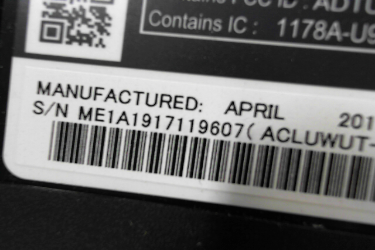 Contains FCC ID: ADTU
Contains IC: 1178A-U9
MANUFACTURED: APRIL 201
S/N ME1A1917119607( ACLUWUT-